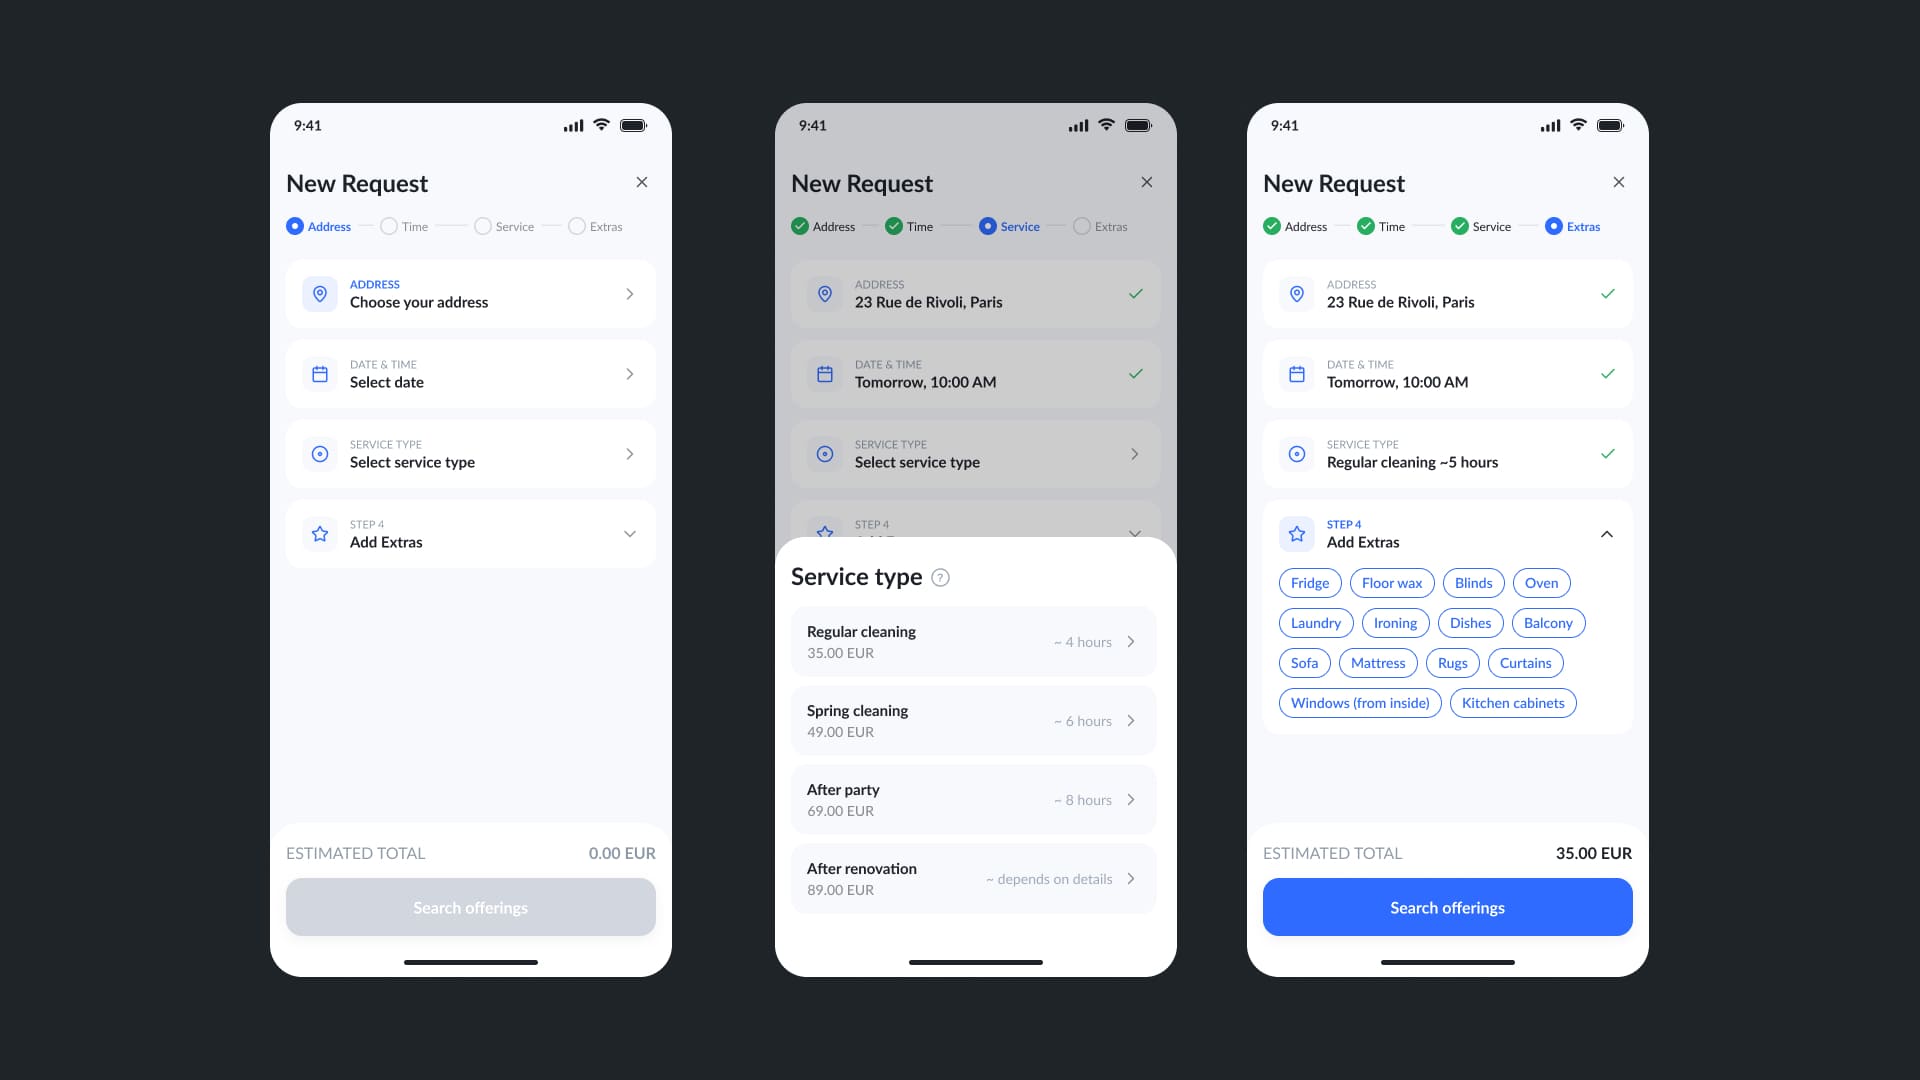 9:41
New Request
Address Time Service Extras
ADDRESS
Choose your address
DATE & TIME
Select date
SERVICE TYPE
Select service type
STEP 4
Add Extras
ESTIMATED TOTAL 0.00 EUR
Search offerings
9:41
New Request
Address Time Service Extras
ADDRESS
23 Rue de Rivoli, Paris
DATE & TIME
Tomorrow, 10:00 AM
SERVICE TYPE
Select service type
STEP 4
Service type ?
Regular cleaning
35.00 EUR
~ 4 hours
Spring cleaning
49.00 EUR
~ 6 hours
After party
69.00 EUR
~ 8 hours
After renovation
89.00 EUR
~ depends on details
9:41
New Request
Address Time Service Extras
ADDRESS
23 Rue de Rivoli, Paris
DATE & TIME
Tomorrow, 10:00 AM
SERVICE TYPE
Regular cleaning ~5 hours
STEP 4
Add Extras
Fridge Floor wax Blinds Oven
Laundry Ironing Dishes Balcony
Sofa Mattress Rugs Curtains
Windows (from inside) Kitchen cabinets
ESTIMATED TOTAL 35.00 EUR
Search offerings